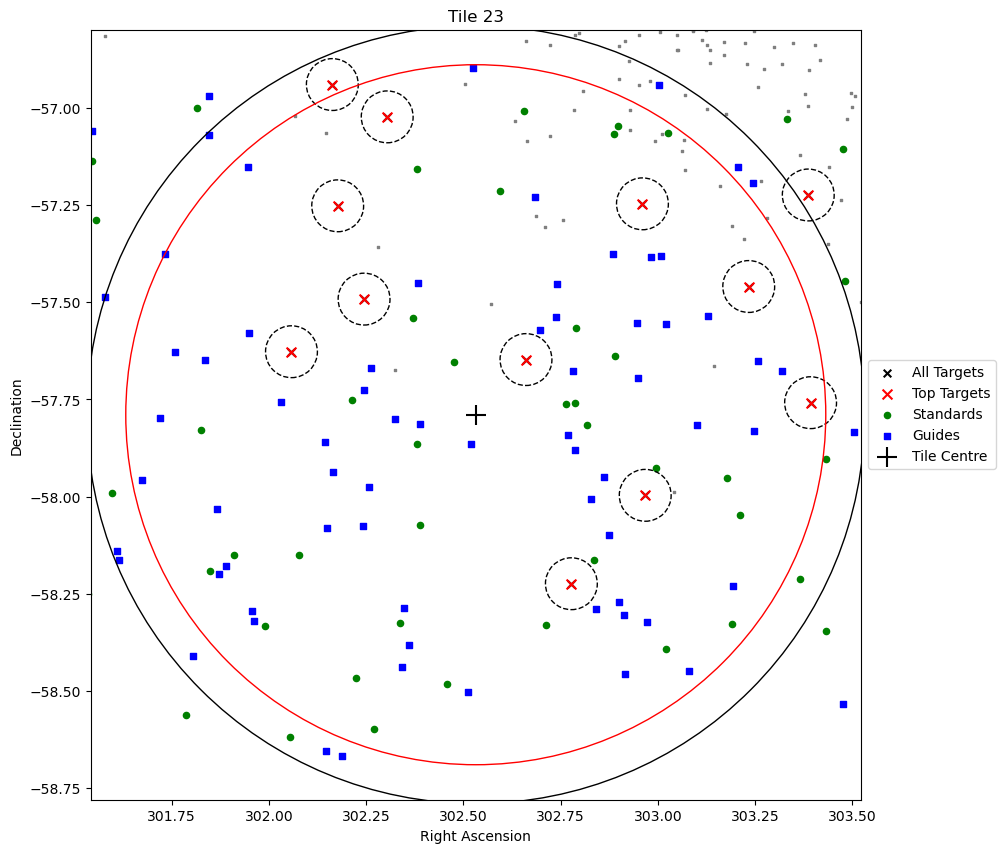 Tile 23
Declination
−57.00
−57.25
−57.50
−57.75
−58.00
−58.25
−58.50
−58.75
All Targets
Top Targets
Standards
Guides
Tile Centre
301.75 302.00 302.25 302.50 302.75 303.00 303.25 303.50
Right Ascension